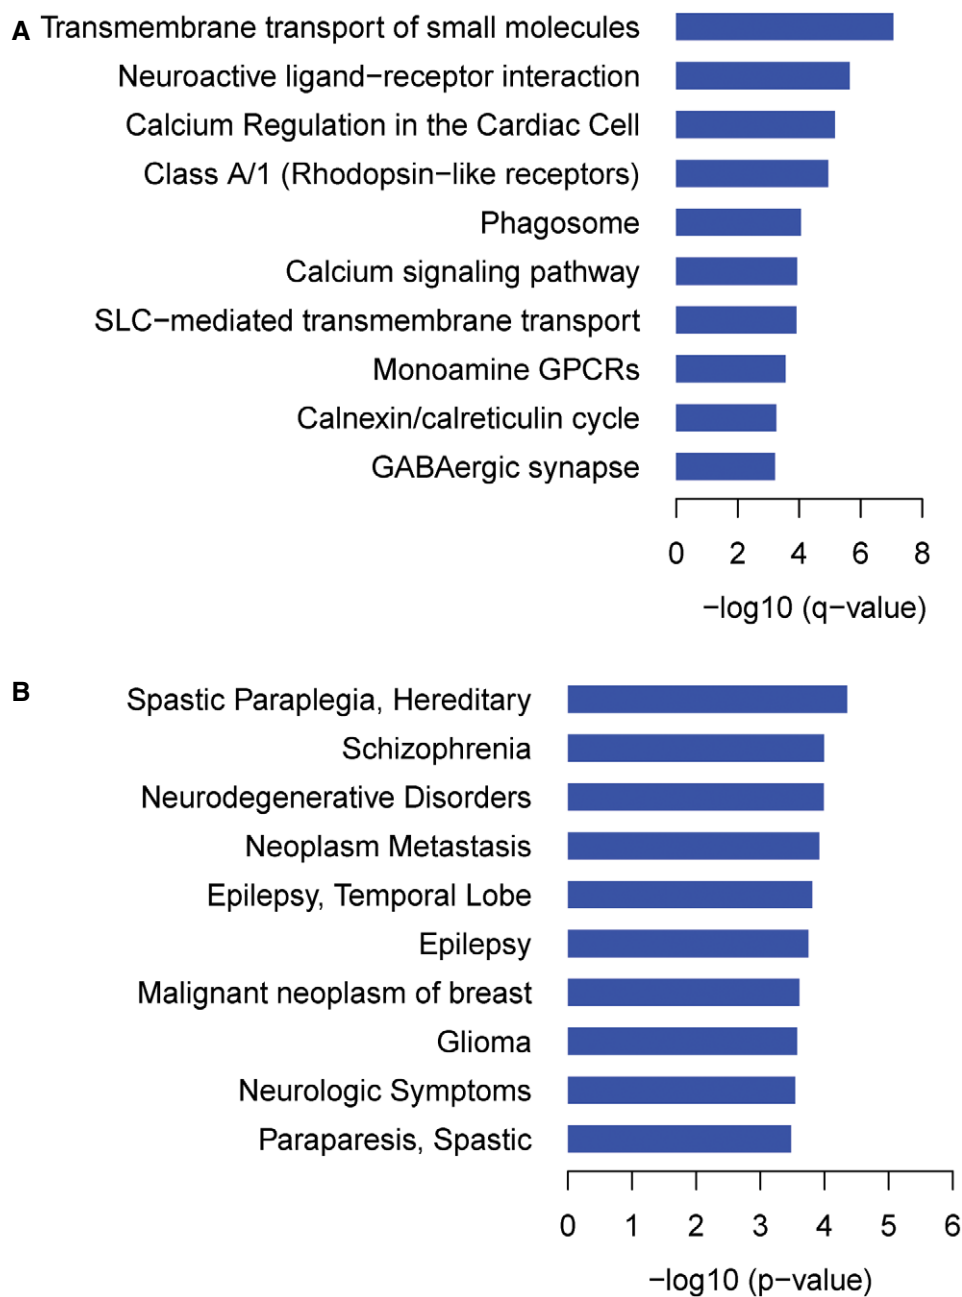 A Transmembrane transport of small molecules
Neuroactive ligand−receptor interaction
Calcium Regulation in the Cardiac Cell
Class A/1 (Rhodopsin−like receptors)
Phagosome
Calcium signaling pathway
SLC−mediated transmembrane transport
Monoamine GPCRs
Calnexin/calreticulin cycle
GABAergic synapse
0 2 4 6 8
−log10 (q−value)
B Spastic Paraplegia, Hereditary
Schizophrenia
Neurodegenerative Disorders
Neoplasm Metastasis
Epilepsy, Temporal Lobe
Epilepsy
Malignant neoplasm of breast
Glioma
Neurologic Symptoms
Paraparesis, Spastic
0 1 2 3 4 5 6
−log10 (p−value)